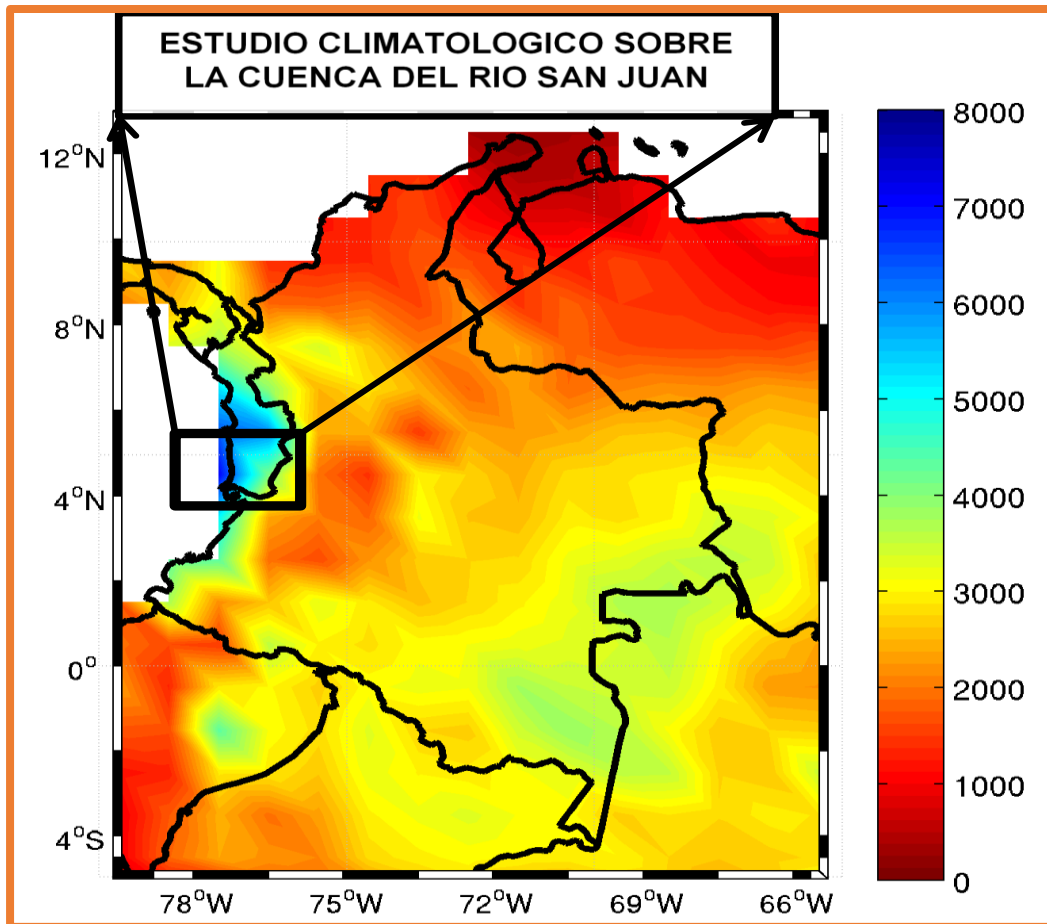 ESTUDIO CLIMATOLOGICO SOBRE
LA CUENCA DEL RIO SAN JUAN
12°N
8°N
4°N
0°
4°S
78°W 75°W 72°W 69°W 66°W
8000
7000
6000
5000
4000
3000
2000
1000
0